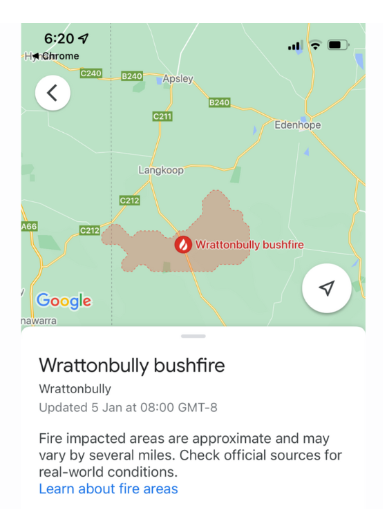 6:20
Chrome
C240
B240
Apsley
C211
B240
Edenhope
Langkoop
C212
A66
C212
Wrattonbully bushfire
Google
nawarra
Wrattonbully bushfire
Wrattonbully
Updated 5 Jan at 08:00 GMT-8
Fire impacted areas are approximate and may
vary by several miles. Check official sources for
real-world conditions.
Learn about fire areas